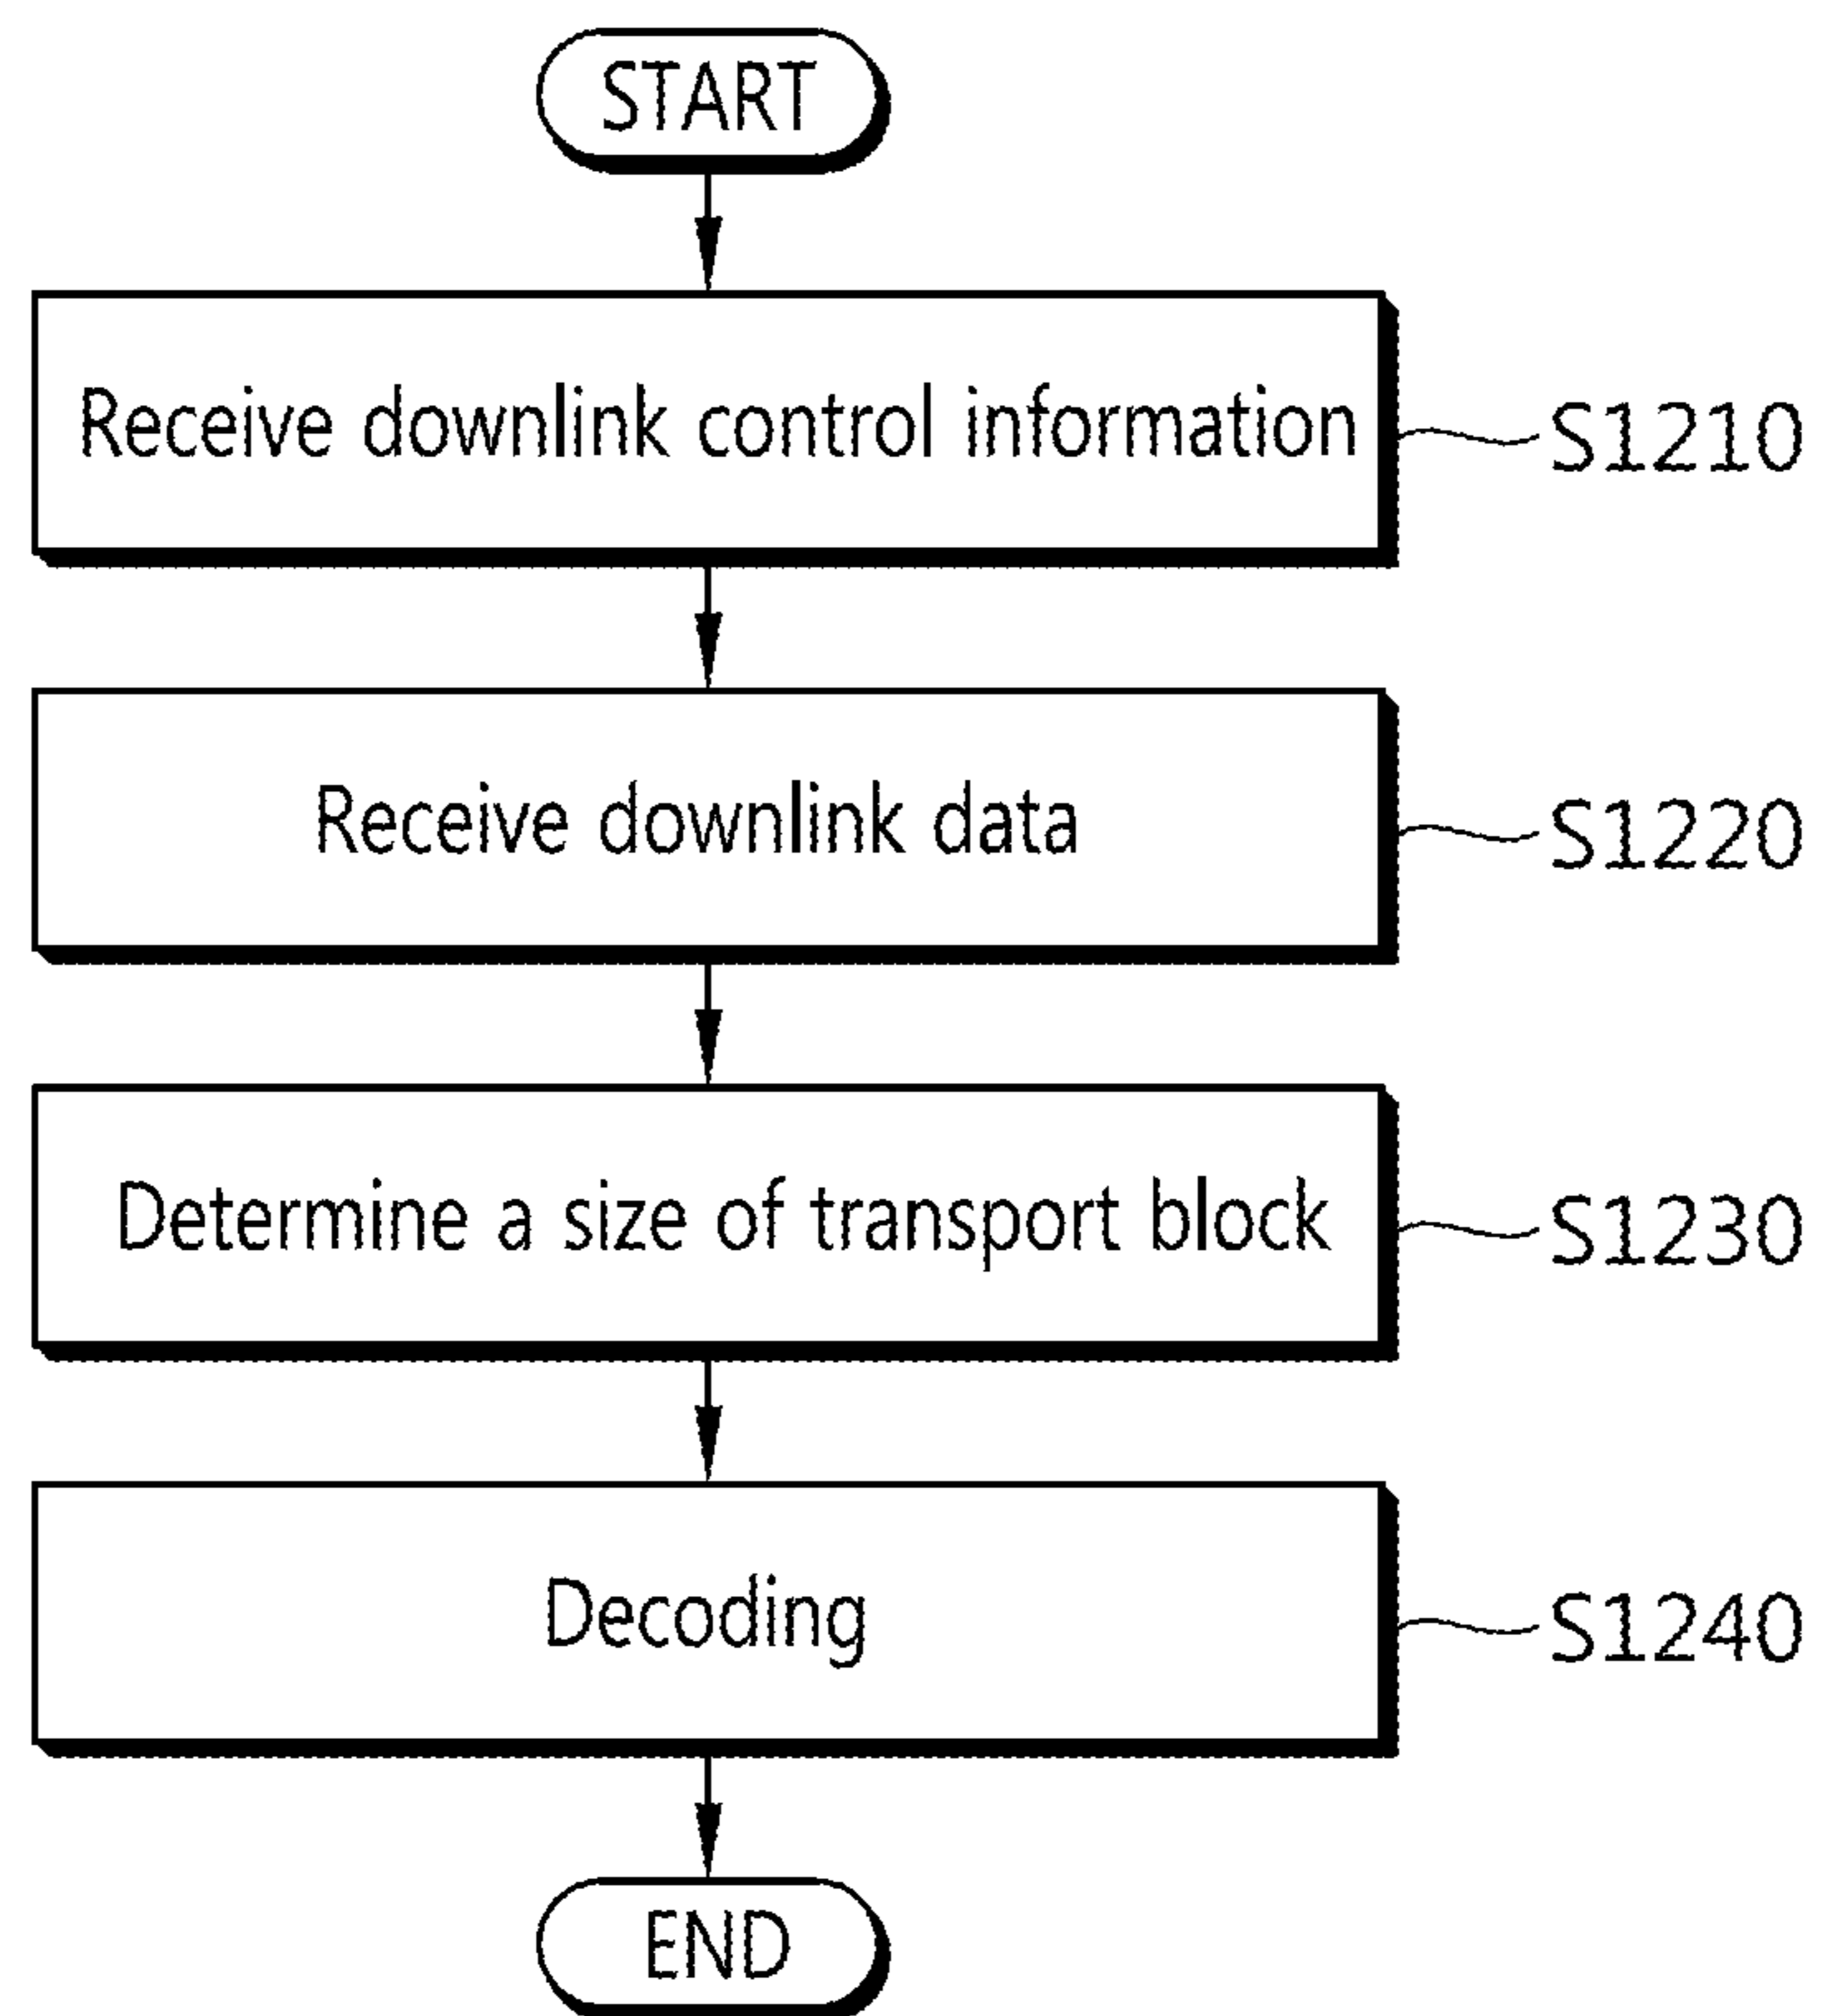 START
Receive downlink control information
S1210
Receive downlink data
S1220
Determine a size of transport block
S1230
Decoding
S1240
END